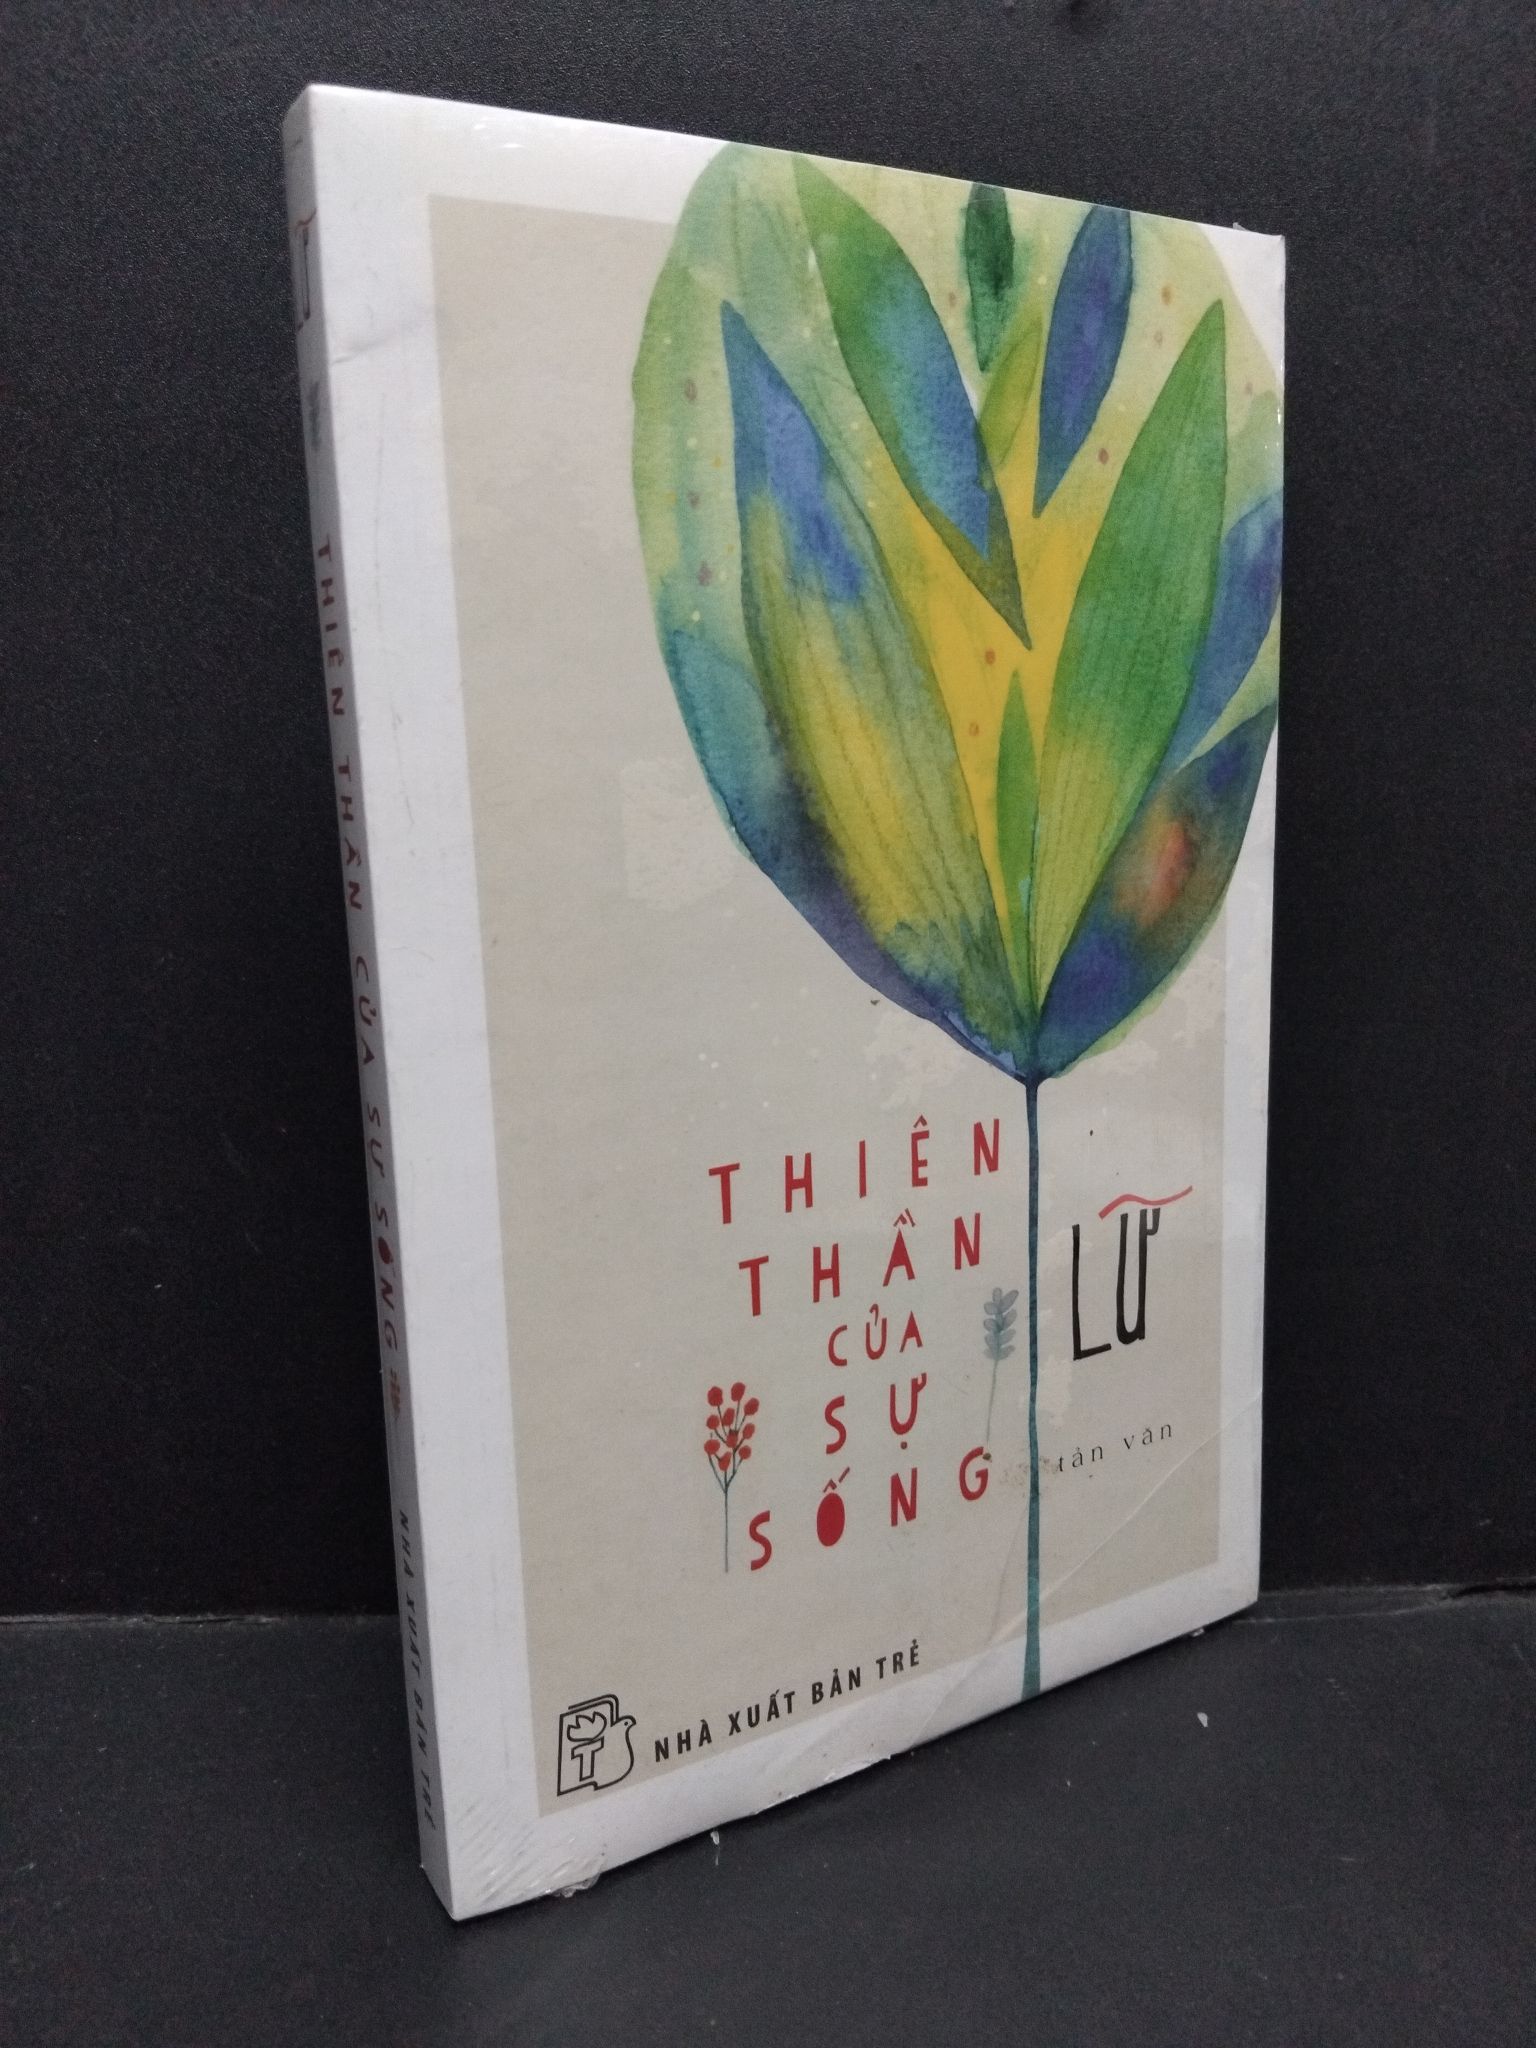 LỮ
THIÊN THẦN CỦA SỰ SỐNG
NHÀ XUẤT BẢN TRẺ
THIÊN
THẦN
CỦA
SỰ
SỐNG
LỮ
tản văn
T
NHÀ XUẤT BẢN TRẺ